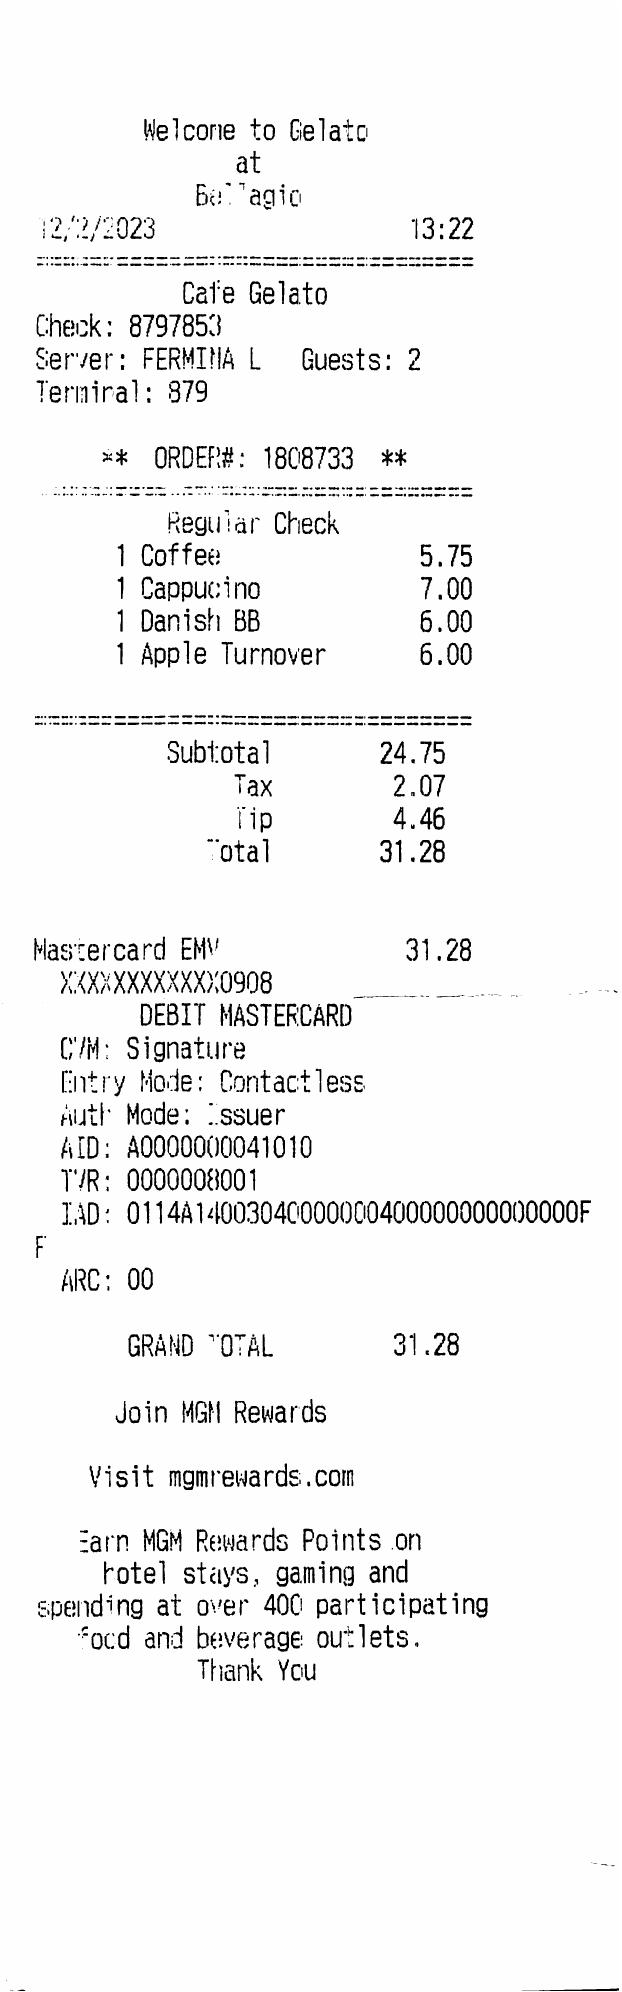 Welcome to Gelato
at
Bellagio
12/2/2023 13:22
Cafe Gelato
Check: 8797853
Server: FERMINA L Guests: 2
Terminal: 879
** ORDER#: 1808733 **
Regular Check
1 Coffee 5.75
1 Cappucino 7.00
1 Danish BB 6.00
1 Apple Turnover 6.00
Subtotal 24.75
Tax 2.07
Tip 4.46
Total 31.28
Mastercard EMV 31.28
XXXXXXXXXXXX0908
DEBIT MASTERCARD
CVM: Signature
Entry Mode: Contactless
Auth Mode: Issuer
AID: A0000000041010
TVR: 0000008001
IAD: 0114A14003040000000400000000000000F
F
ARC: 00
GRAND TOTAL 31.28
Join MGM Rewards
Visit mgmrewards.com
Earn MGM Rewards Points on
hotel stays, gaming and
spending at over 400 participating
food and beverage outlets.
Thank You